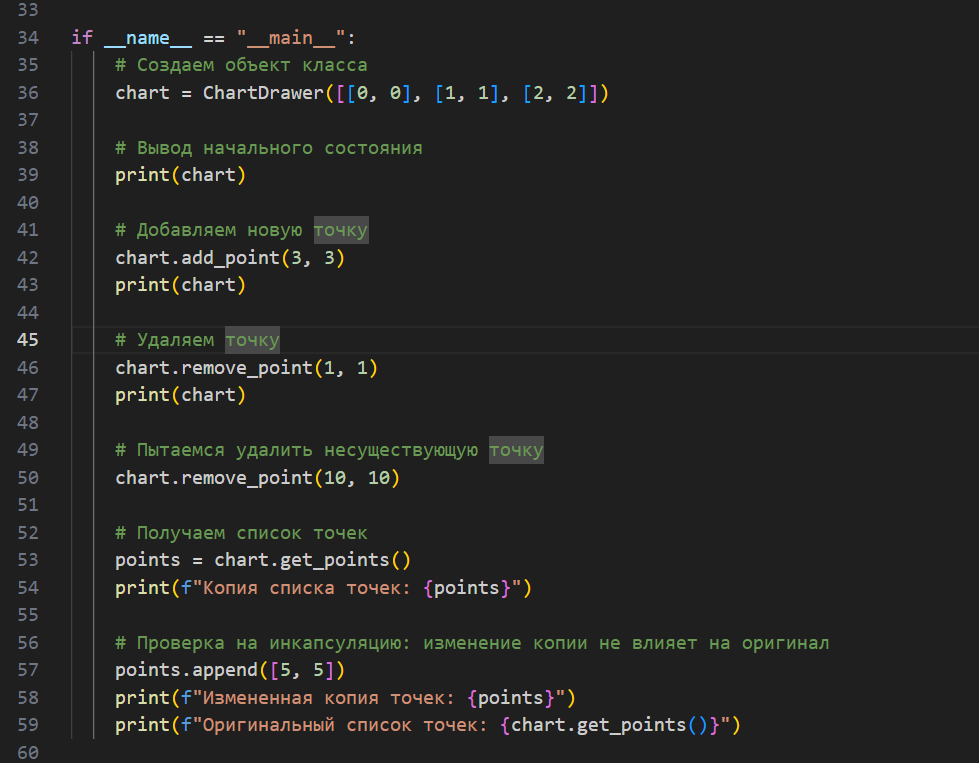 33
34 if __name__ == "__main__":
35 # Создаем объект класса
36 chart = ChartDrawer([[0, 0], [1, 1], [2, 2]])
37
38 # Вывод начального состояния
39 print(chart)
40
41 # Добавляем новую точку
42 chart.add_point(3, 3)
43 print(chart)
44
45 # Удаляем точку
46 chart.remove_point(1, 1)
47 print(chart)
48
49 # Пытаемся удалить несуществующую точку
50 chart.remove_point(10, 10)
51
52 # Получаем список точек
53 points = chart.get_points()
54 print(f"Копия списка точек: {points}")
55
56 # Проверка на инкапсуляцию: изменение копии не влияет на оригинал
57 points.append([5, 5])
58 print(f"Измененная копия точек: {points}")
59 print(f"Оригинальный список точек: {chart.get_points()}")
60